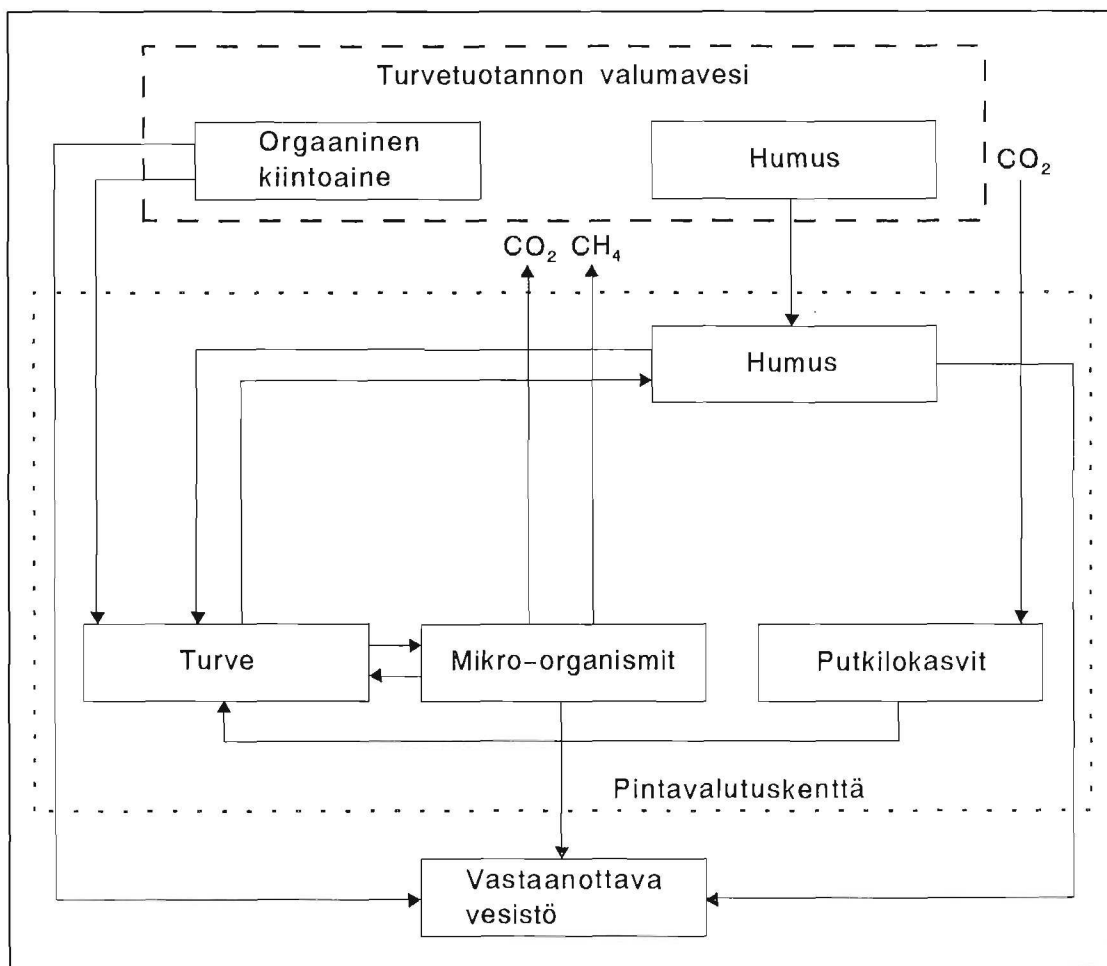 Turvetuotannon valumavesi
Orgaaninen
kiintoaine
Humus
CO₂
CO₂ CH₄
Humus
Turve
Mikro-organismit
Putkilokasvit
Pintavalutuskenttä
Vastaanottava
vesistö